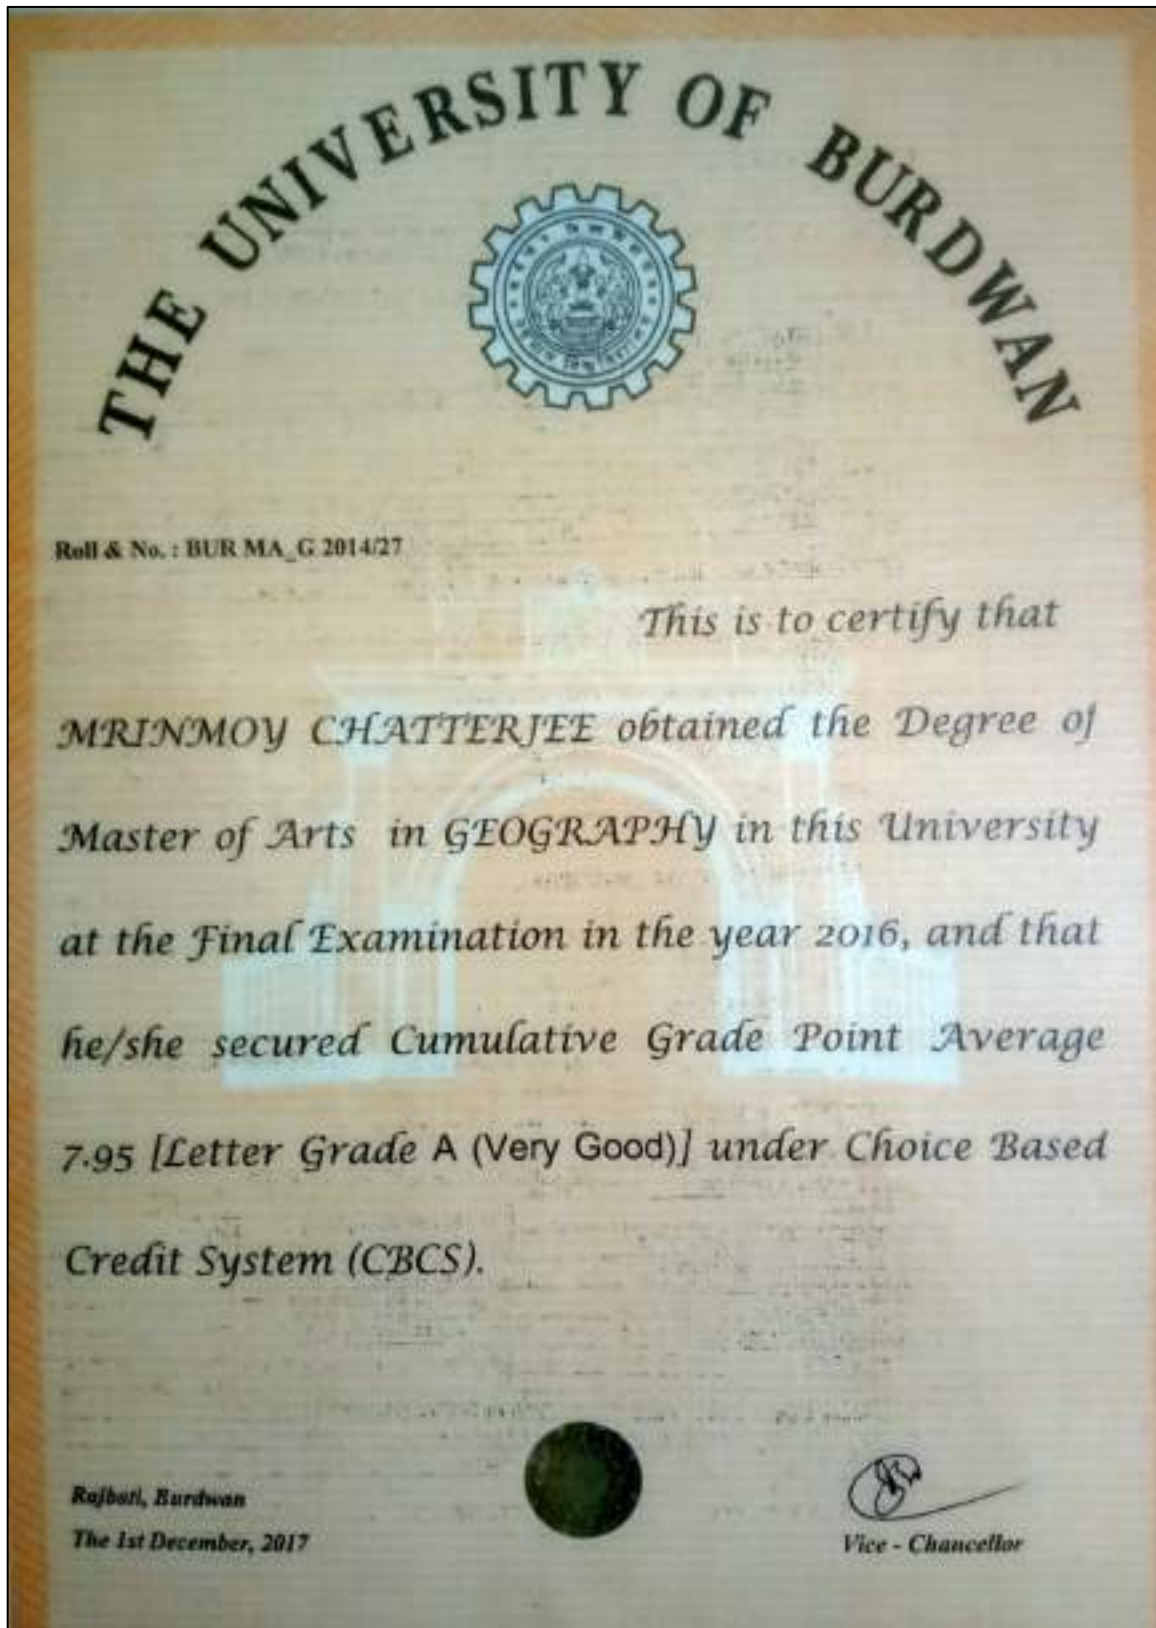 THE UNIVERSITY OF BURDWAN
Roll & No. : BUR MA_G 2014/27
This is to certify that
MRINMOY CHATTERJEE obtained the Degree of
Master of Arts in GEOGRAPHY in this University
at the Final Examination in the year 2016, and that
he/she secured Cumulative Grade Point Average
7.95 [Letter Grade A (Very Good)] under Choice Based
Credit System (CBCS).
Rajbati, Burdwan
The 1st December, 2017
Vice - Chancellor